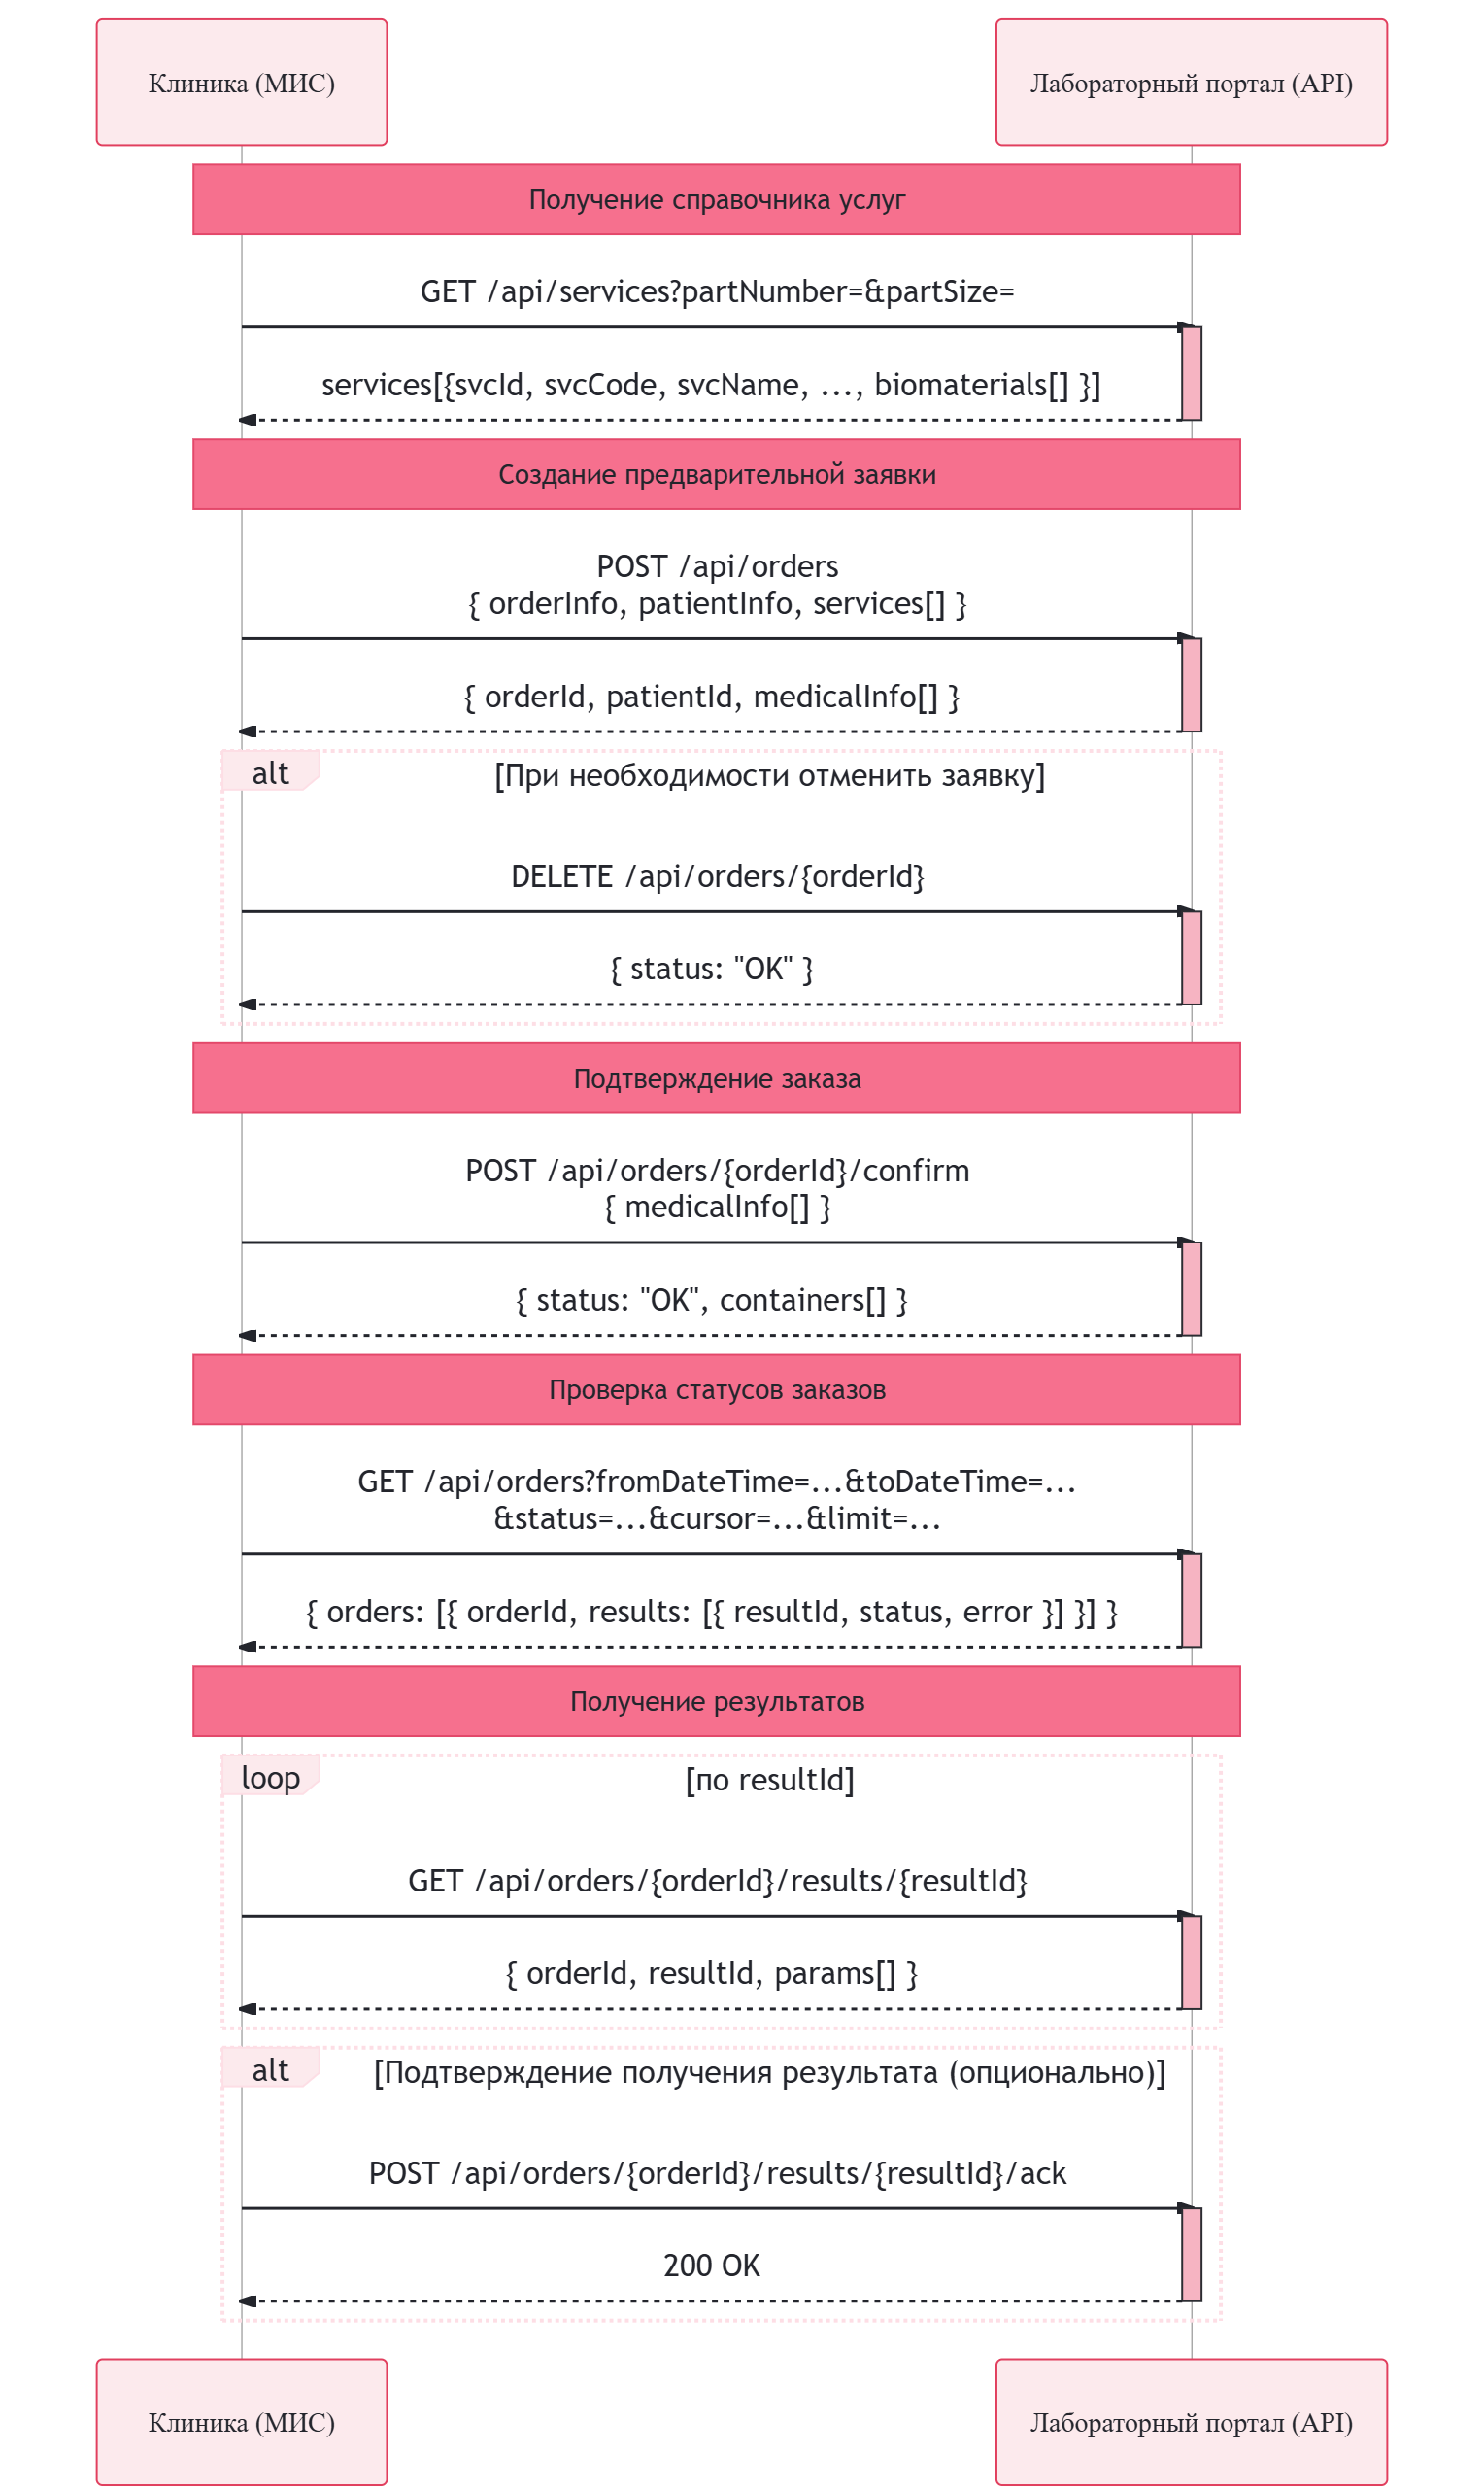 Клиника (МИС)
Лабораторный портал (API)
Получение справочника услуг
GET /api/services?partNumber=&partSize=
services[{svcId, svcCode, svcName, ..., biomaterials[] }]
Создание предварительной заявки
POST /api/orders
{ orderInfo, patientInfo, services[] }
{ orderId, patientId, medicalInfo[] }
alt
[При необходимости отменить заявку]
DELETE /api/orders/{orderId}
{ status: "OK" }
Подтверждение заказа
POST /api/orders/{orderId}/confirm
{ medicalInfo[] }
{ status: "OK", containers[] }
Проверка статусов заказов
GET /api/orders?fromDateTime=...&toDateTime=...
&status=...&cursor=...&limit=...
{ orders: [{ orderId, results: [{ resultId, status, error }] }] }
Получение результатов
loop
[по resultId]
GET /api/orders/{orderId}/results/{resultId}
{ orderId, resultId, params[] }
alt
[Подтверждение получения результата (опционально)]
POST /api/orders/{orderId}/results/{resultId}/ack
200 OK
Клиника (МИС)
Лабораторный портал (API)